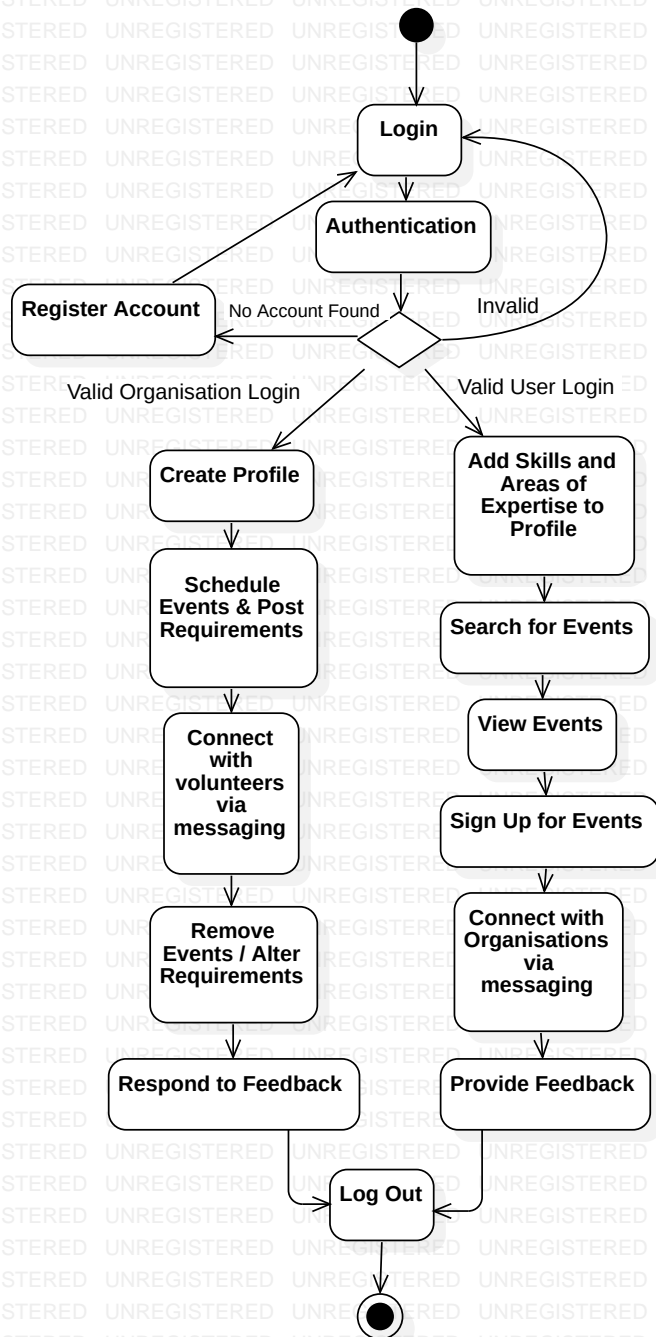 Login
Authentication
Register Account
No Account Found
Invalid
Valid Organisation Login
Valid User Login
Create Profile
Add Skills and
Areas of
Expertise to
Profile
Schedule
Events & Post
Requirements
Search for Events
View Events
Connect
with
volunteers
via
messaging
Sign Up for Events
Remove
Events / Alter
Requirements
Connect with
Organisations
via
messaging
Respond to Feedback
Provide Feedback
Log Out
UNREGISTERED